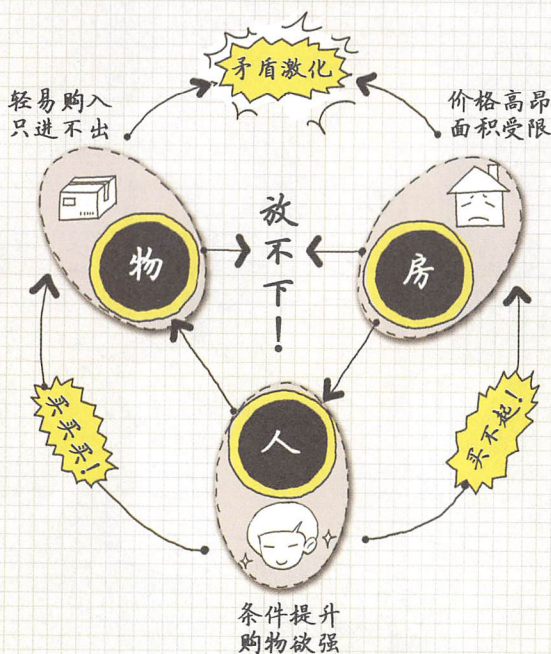 矛盾激化
轻易购入
只进不出
价格高昂
面积受限
放不下！
物
房
买买买！
买不起！
人
条件提升
购物欲强